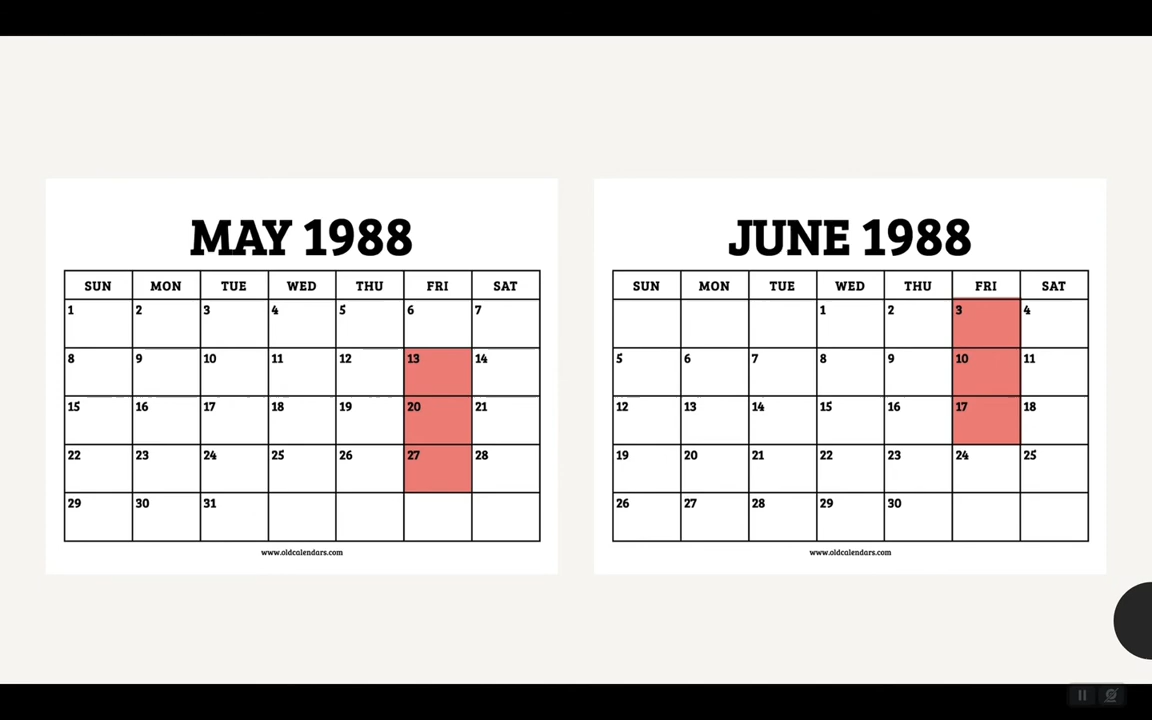 MAY 1988
SUN MON TUE WED THU FRI SAT
1 2 3 4 5 6 7
8 9 10 11 12 13 14
15 16 17 18 19 20 21
22 23 24 25 26 27 28
29 30 31
www.oldcalendars.com
JUNE 1988
SUN MON TUE WED THU FRI SAT
1 2 3 4
5 6 7 8 9 10 11
12 13 14 15 16 17 18
19 20 21 22 23 24 25
26 27 28 29 30
www.oldcalendars.com